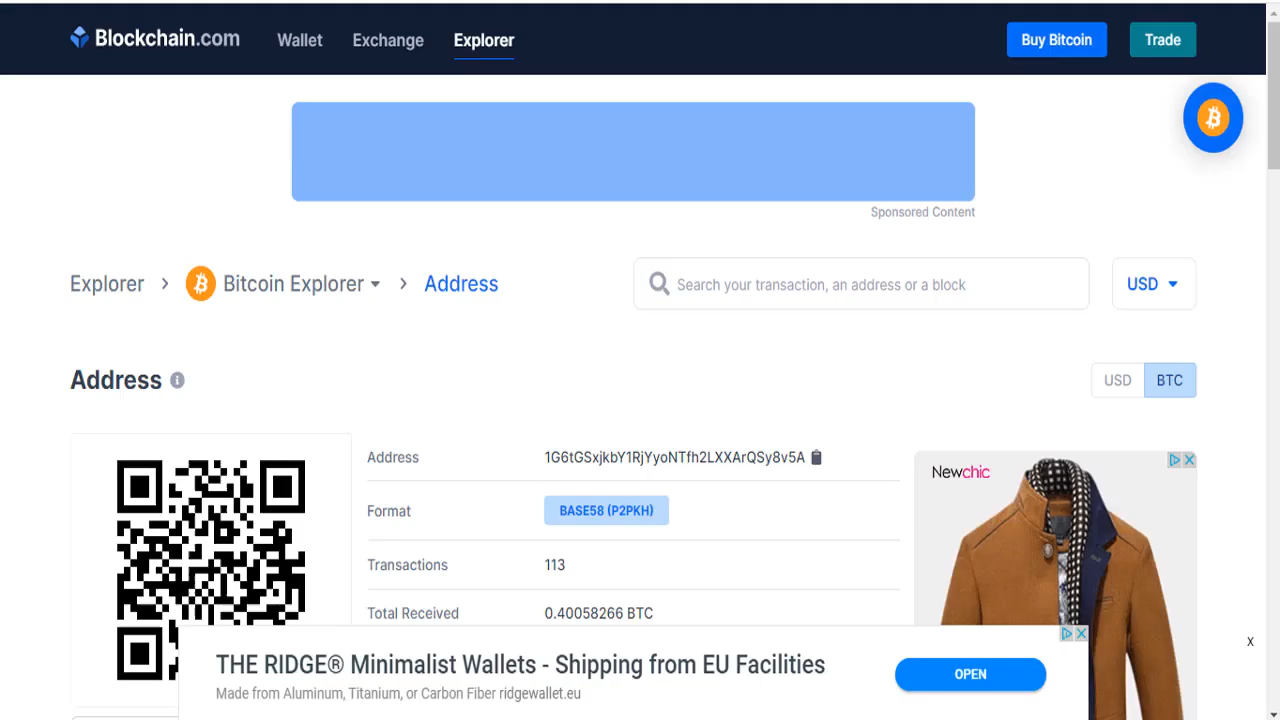 Blockchain.com Wallet Exchange Explorer Buy Bitcoin Trade
Sponsored Content
Explorer > Bitcoin Explorer > Address Search your transaction, an address or a block USD
Address USD BTC
Address 1G6tGSxjkbY1RjYyoNTfh2LXXArQSy8v5A
Newchic
Format BASE58 (P2PKH)
Transactions 113
Total Received 0.40058266 BTC
X
THE RIDGE® Minimalist Wallets - Shipping from EU Facilities
OPEN
Made from Aluminum, Titanium, or Carbon Fiber ridgewallet.eu